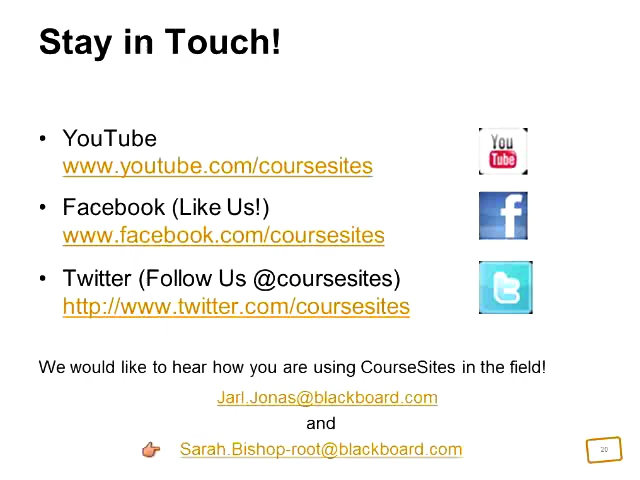 Stay in Touch!
• YouTube
www.youtube.com/coursesites
You
Tube
• Facebook (Like Us!)
www.facebook.com/coursesites
f
• Twitter (Follow Us @coursesites)
http://www.twitter.com/coursesites
We would like to hear how you are using CourseSites in the field!
Jarl.Jonas@blackboard.com
and
Sarah.Bishop-root@blackboard.com
20